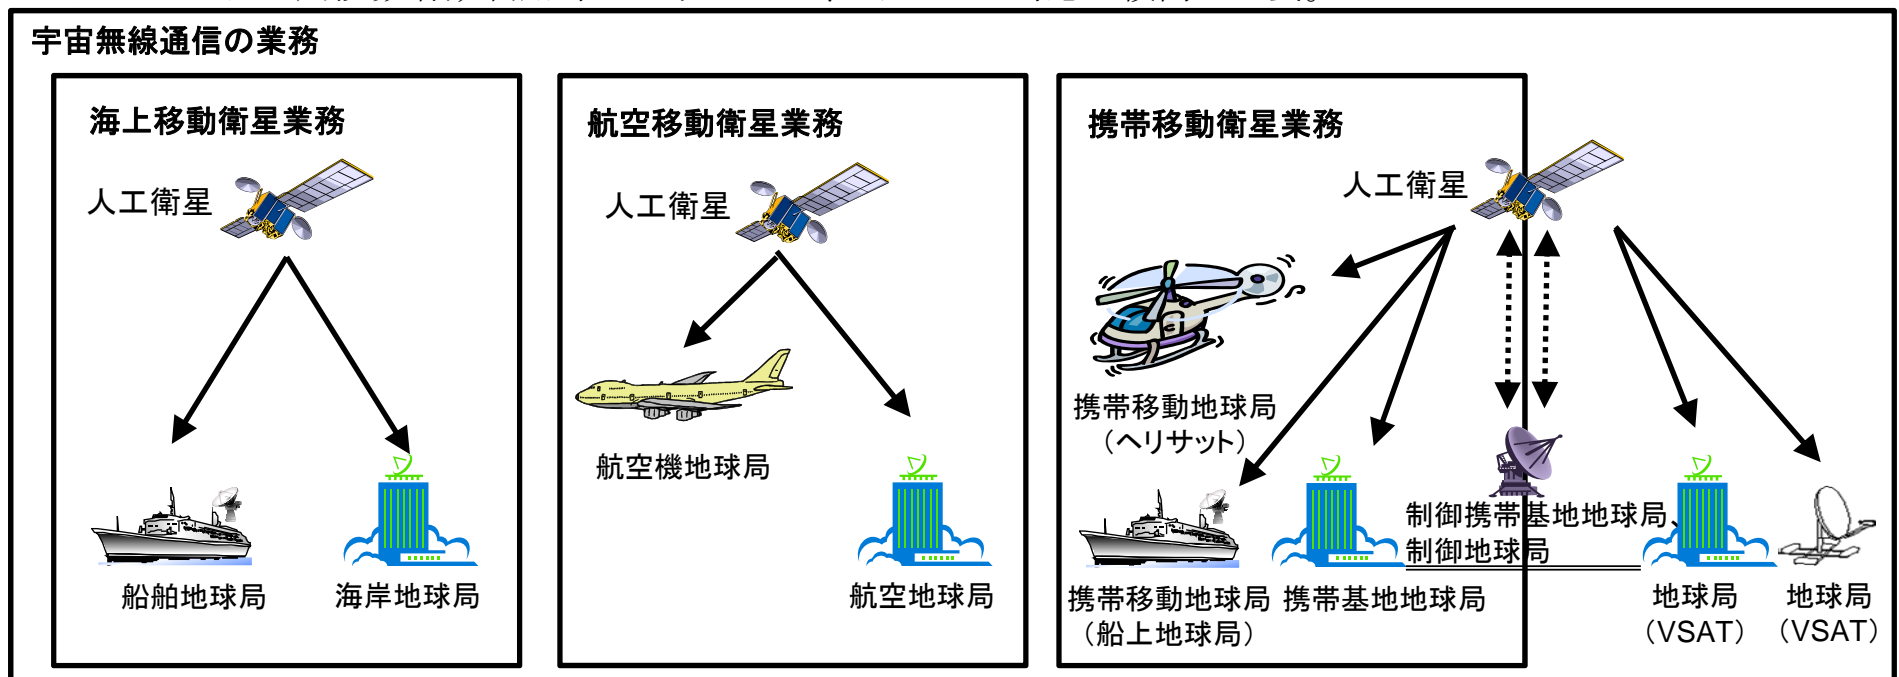 宇宙無線通信の業務
海上移動衛星業務
人工衛星
船舶地球局
海岸地球局
航空移動衛星業務
人工衛星
航空機地球局
航空地球局
携帯移動衛星業務
人工衛星
携帯移動地球局
（ヘリサット）
制御携帯基地地球局、
制御地球局
携帯移動地球局
（船上地球局）
携帯基地地球局
地球局
（VSAT）
地球局
（VSAT）